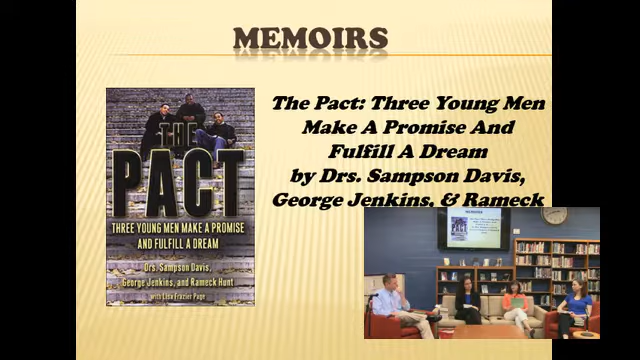 MEMOIRS
The Pact: Three Young Men
Make A Promise And
Fulfill A Dream
by Drs. Sampson Davis,
George Jenkins, & Rameck
THE
PACT
THREE YOUNG MEN MAKE A PROMISE
AND FULFILL A DREAM
Drs. Sampson Davis,
George Jenkins, and Rameck Hunt
with Lisa Frazier Page
MEMOIRS
PACT